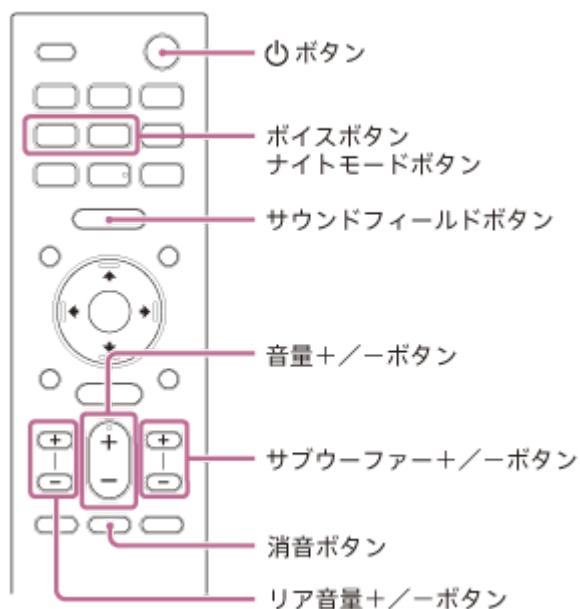 ⏻ボタン
ボイスボタン
ナイトモードボタン
サウンドフィールドボタン
音量＋／－ボタン
＋
＋
＋
－
－
－
サブウーファー＋／－ボタン
消音ボタン
リア音量＋／－ボタン